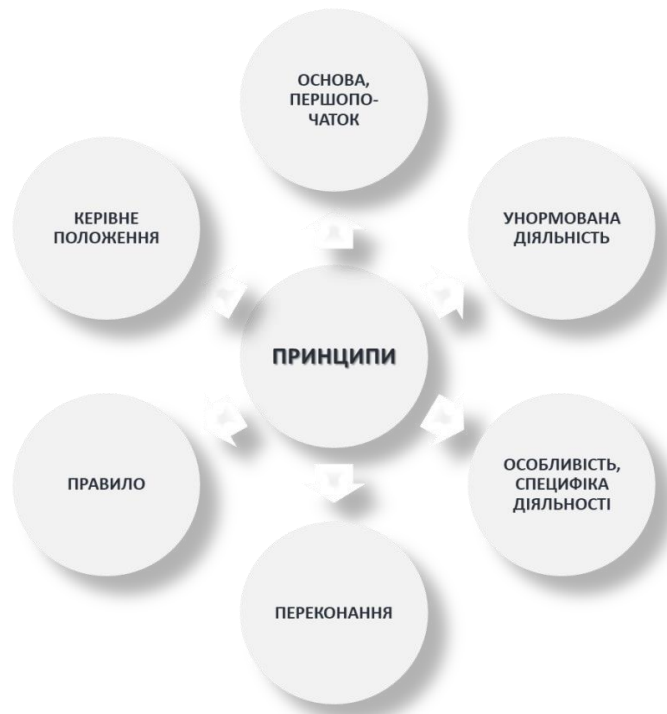 ОСНОВА,
ПЕРШОПО-
ЧАТОК
КЕРІВНЕ
ПОЛОЖЕННЯ
УНОРМОВАНА
ДІЯЛЬНІСТЬ
ПРИНЦИПИ
ПРАВИЛО
ОСОБЛИВІСТЬ,
СПЕЦИФІКА
ДІЯЛЬНОСТІ
ПЕРЕКОНАННЯ